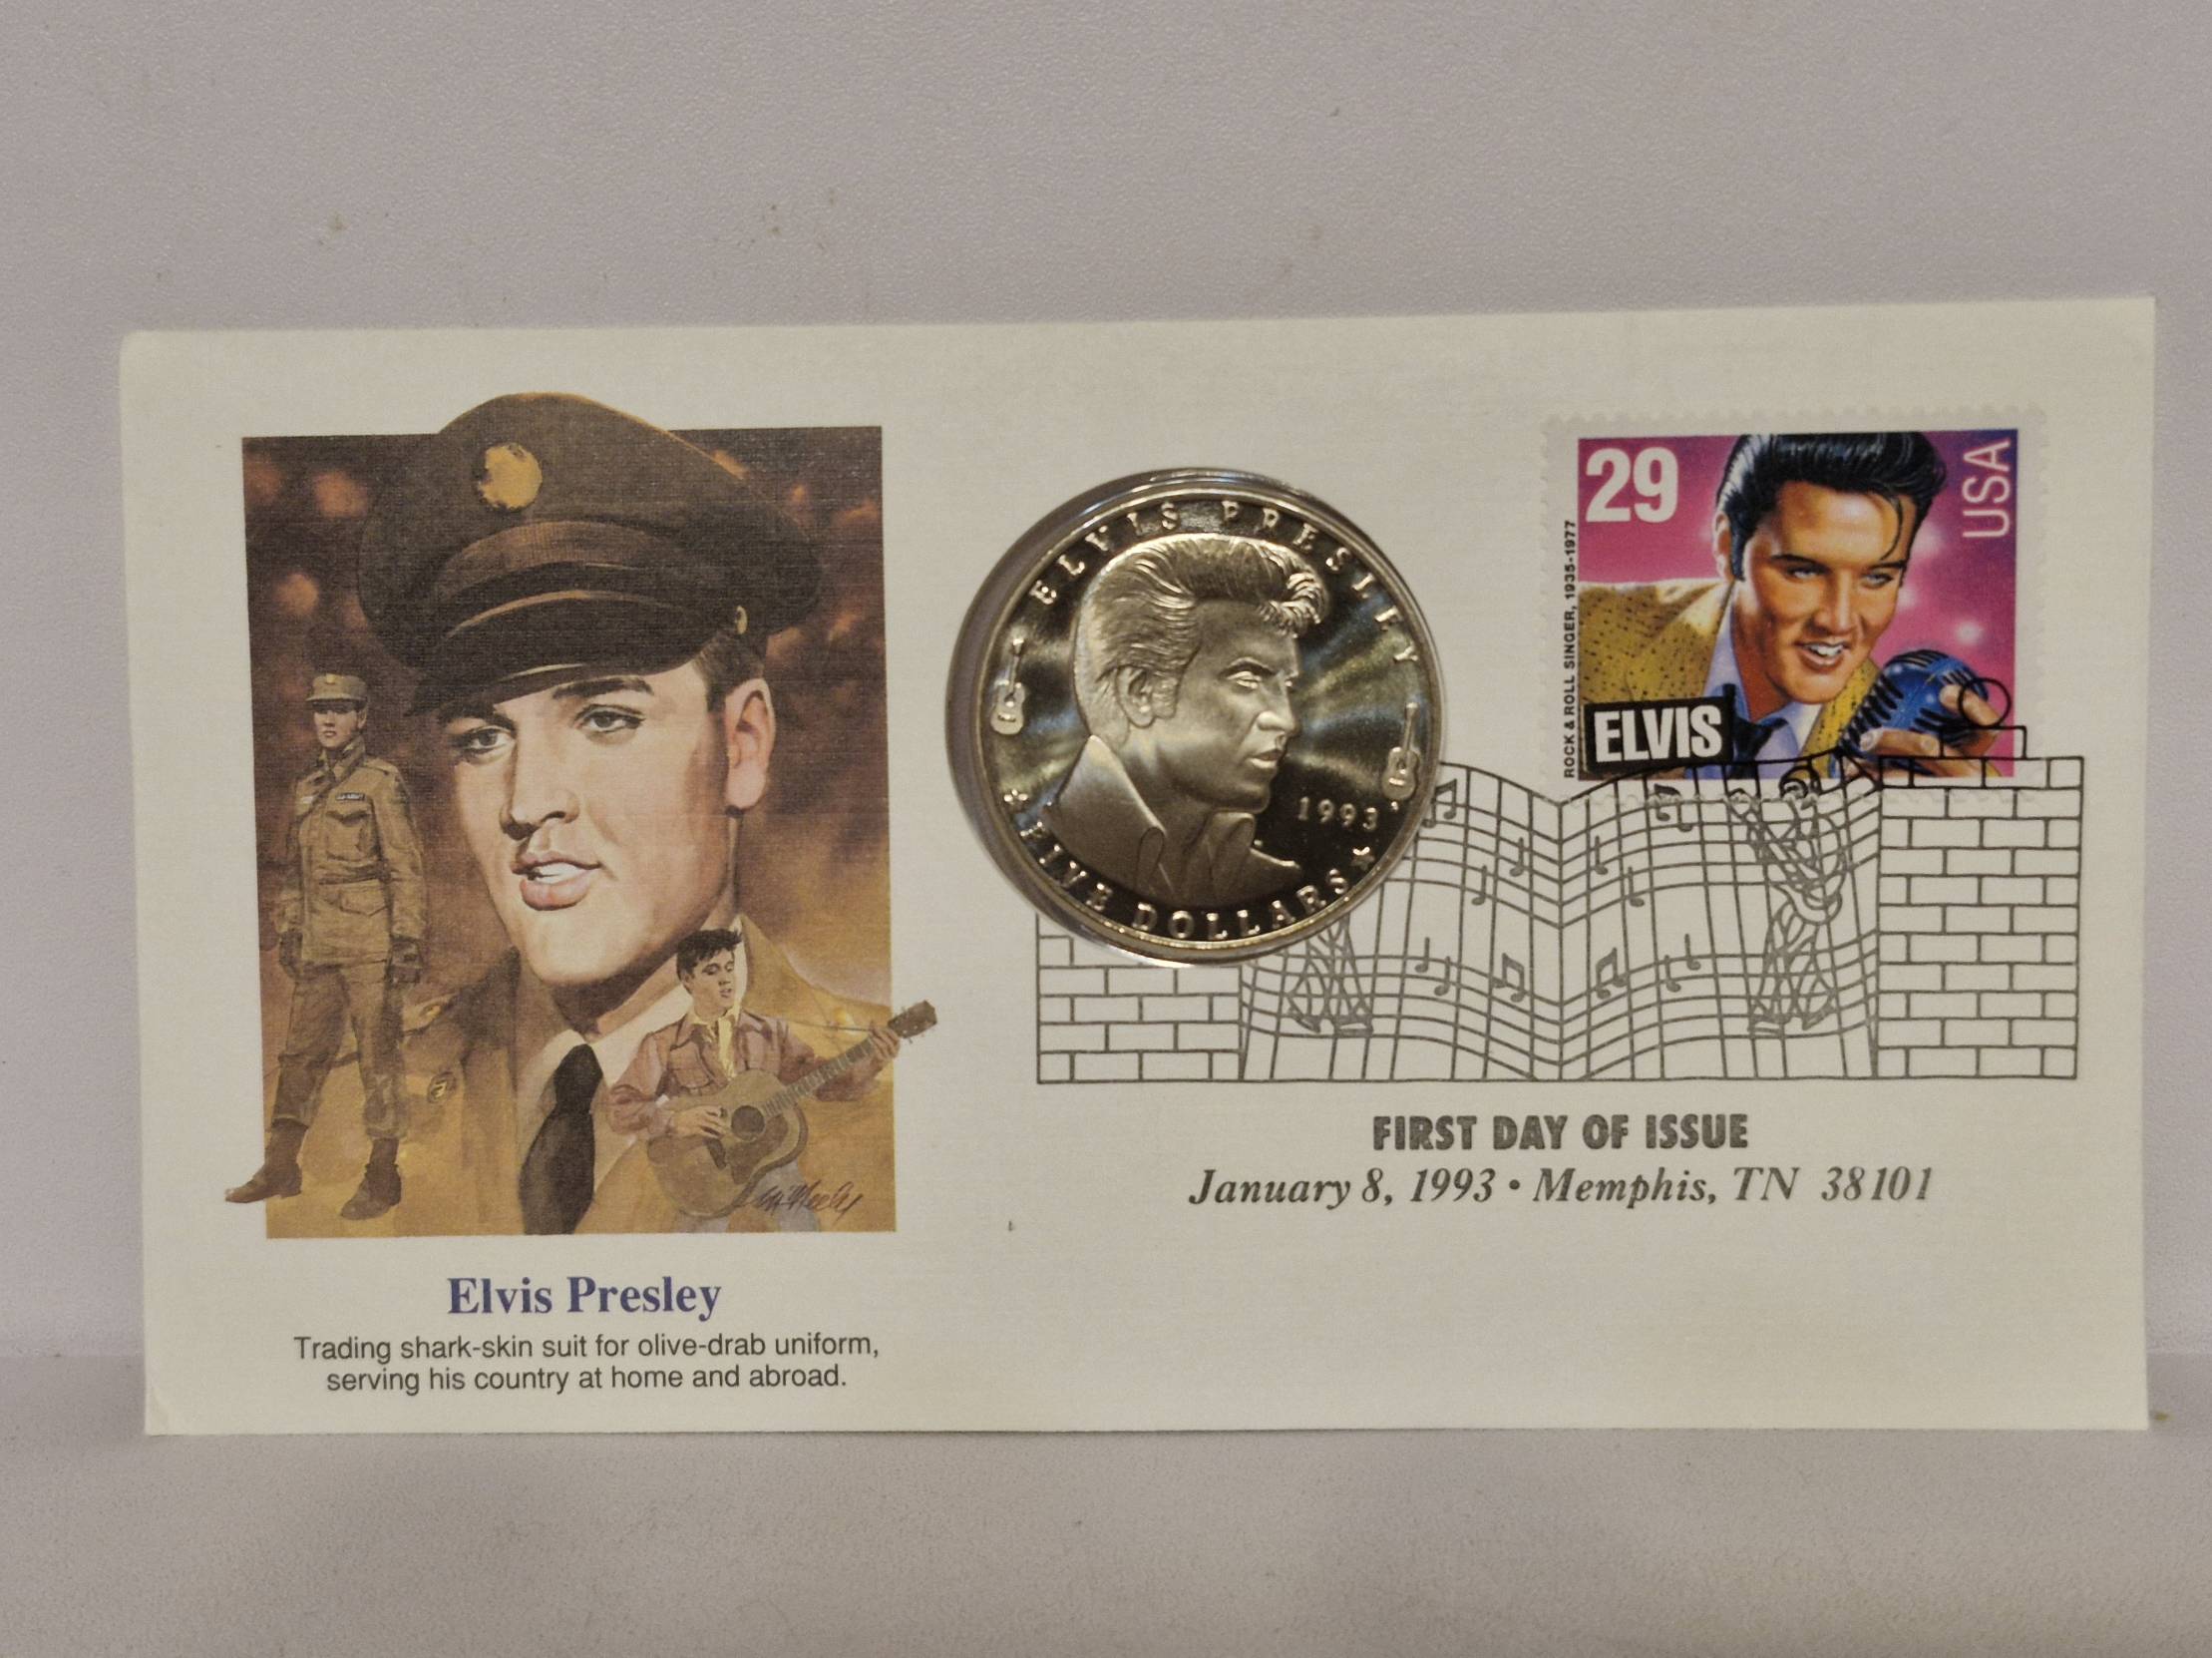 ELVIS PRESLEY
1993
FIVE DOLLARS
29
USA
ROCK & ROLL SINGER, 1935-1977
ELVIS
FIRST DAY OF ISSUE
January 8, 1993 • Memphis, TN 38101
Elvis Presley
Trading shark-skin suit for olive-drab uniform,
serving his country at home and abroad.